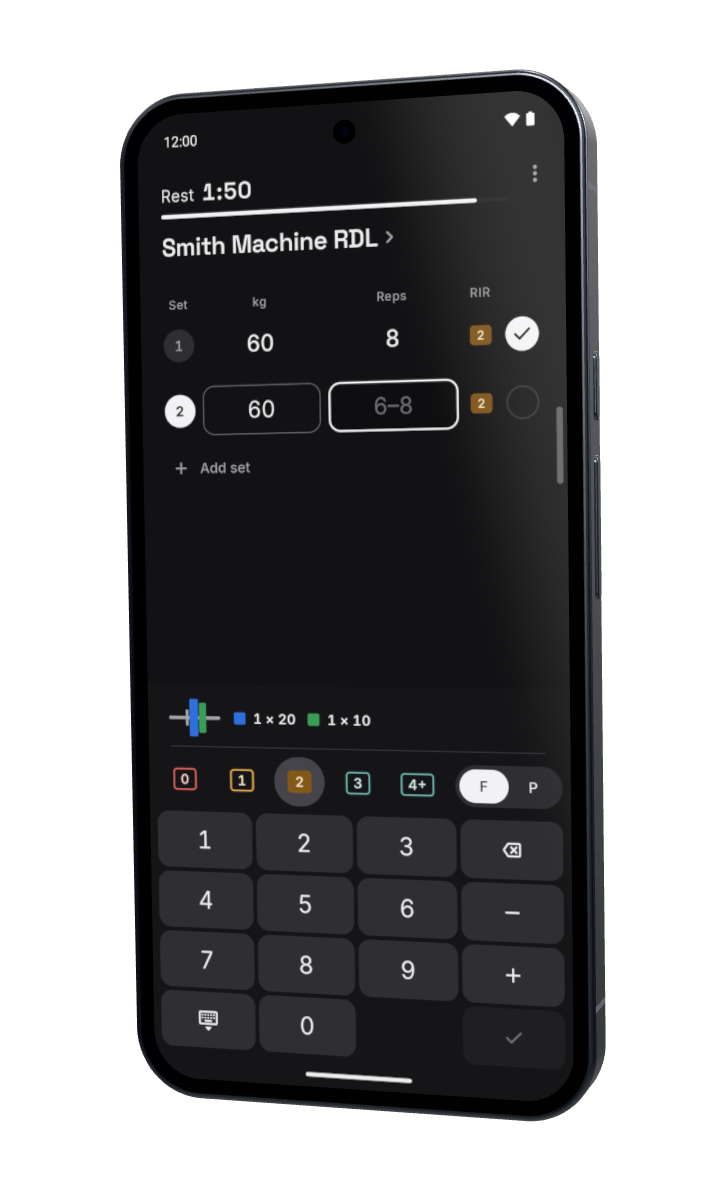 12:00
Rest 1:50
Smith Machine RDL
Set kg Reps RIR
1 60 8 2
2 60 6–8 2
+ Add set
1 × 20 1 × 10
0 1 2 3 4+ F P
1 2 3
4 5 6 −
7 8 9 +
0